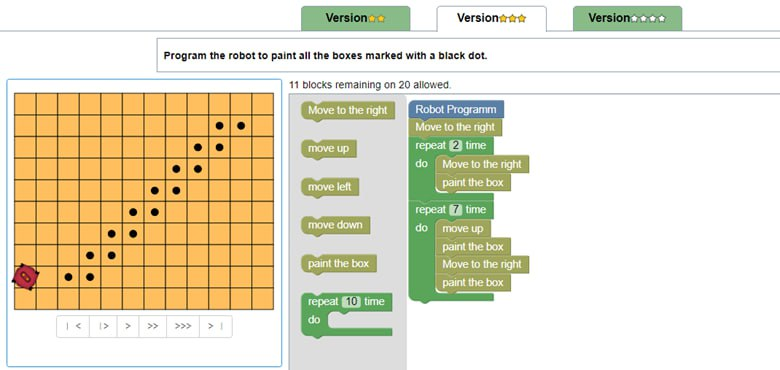 Version
Version
Version
Program the robot to paint all the boxes marked with a black dot.
11 blocks remaining on 20 allowed.
Move to the right
move up
move left
move down
paint the box
repeat 10 time
do
Robot Programm
Move to the right
repeat 2 time
do Move to the right
paint the box
repeat 7 time
do move up
paint the box
Move to the right
paint the box
| < |> > >> >>> > |